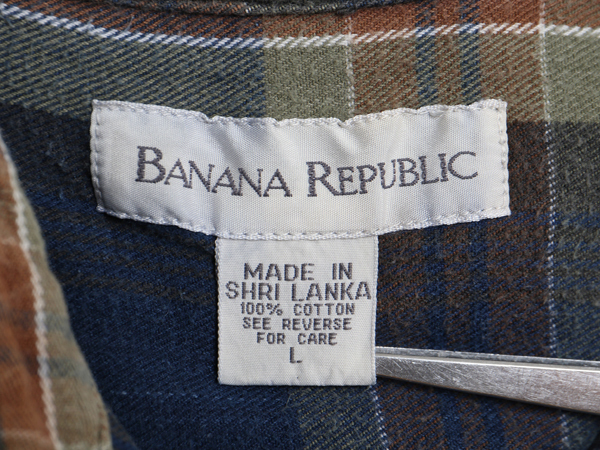 BANANA REPUBLIC
MADE IN
SHRI LANKA
100% COTTON
SEE REVERSE
FOR CARE
L